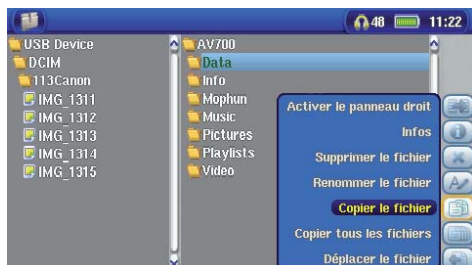 48 11:22
USB Device
DCIM
113Canon
IMG_1311
IMG_1312
IMG_1313
IMG_1314
IMG_1315
AV700
Data
Info
Mophun
Music
Pictures
Playlists
Video
Activer le panneau droit
Infos
Supprimer le fichier
Renommer le fichier
Copier le fichier
Copier tous les fichiers
Déplacer le fichier